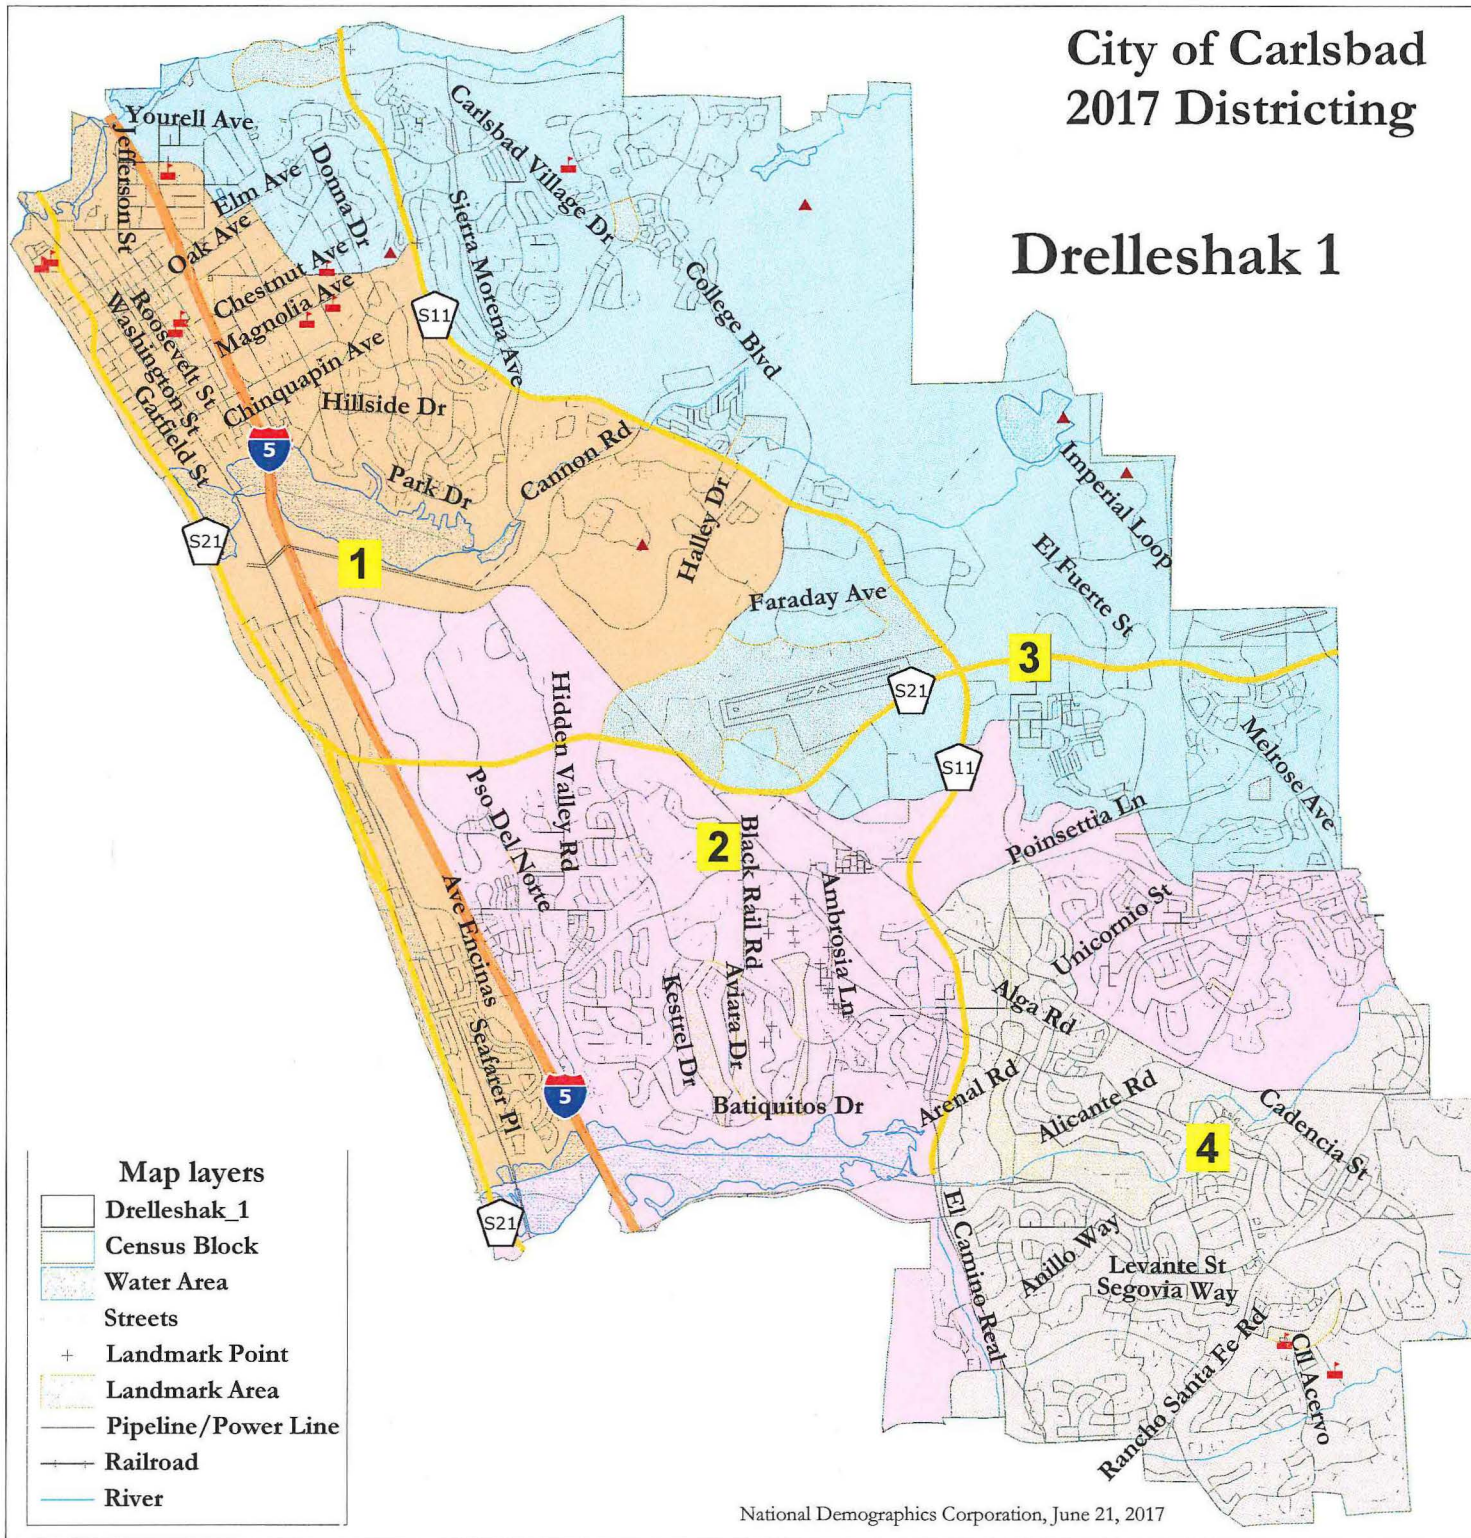 City of Carlsbad
2017 Districting
Drelleshak 1
Yourell Ave
Jefferson St
Elm Ave
Donna Dr
Oak Ave
Chestnut Ave
Magnolia Ave
Chinquapin Ave
Roosevelt St
Washington St
Garfield St
Hillside Dr
Park Dr
Carlsbad Village Dr
Sierra Morena Ave
College Blvd
S11
5
S21
1
Cannon Rd
Halley Dr
Faraday Ave
Imperial Loop
El Fuerte St
3
S21
S11
Melrose Ave
Hidden Valley Rd
Pso Del Norte
2
Black Rail Rd
Ambrosia Ln
Poinsettia Ln
Unicornio St
Ave Encinas
Seafarer Pl
Kestrel Dr
Aviara Dr
Batiquitos Dr
Alga Rd
Arenal Rd
Alicante Rd
Cadencia St
4
5
S21
El Camino Real
Anillo Way
Levante St
Segovia Way
Rancho Santa Fe Rd
Cll Acervo
Map layers
Drelleshak_1
Census Block
Water Area
Streets
Landmark Point
Landmark Area
Pipeline/Power Line
Railroad
River
National Demographics Corporation, June 21, 2017